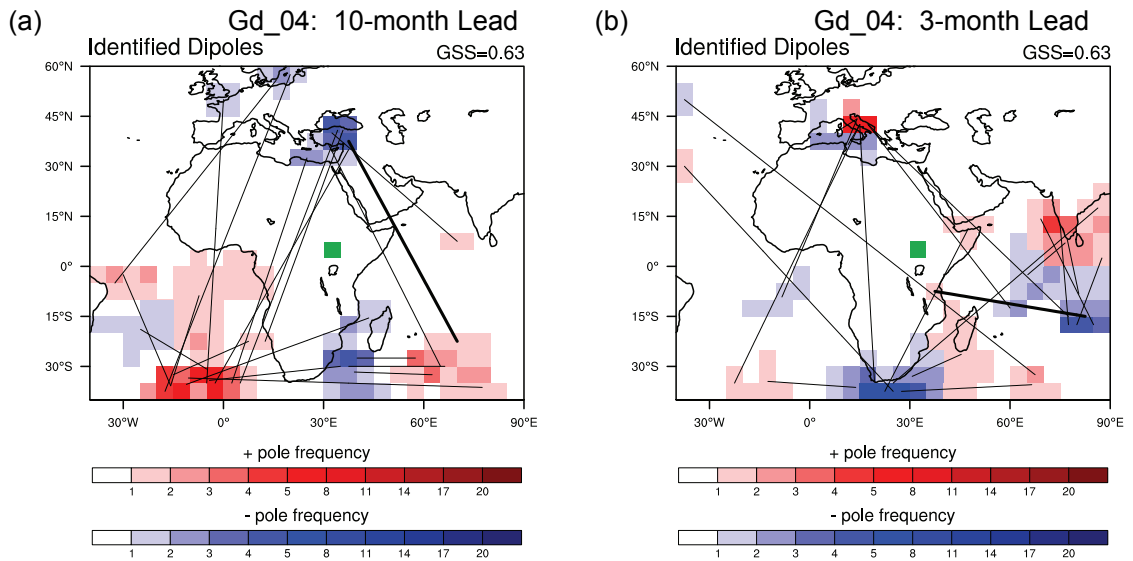 (a) Gd_04: 10-month Lead
Identified Dipoles GSS=0.63
60°N
45°N
30°N
15°N
0°
15°S
30°S
30°W 0° 30°E 60°E 90°E
+ pole frequency
1 2 3 4 5 8 11 14 17 20
- pole frequency
1 2 3 4 5 8 11 14 17 20
(b) Gd_04: 3-month Lead
Identified Dipoles GSS=0.63
60°N
45°N
30°N
15°N
0°
15°S
30°S
30°W 0° 30°E 60°E 90°E
+ pole frequency
1 2 3 4 5 8 11 14 17 20
- pole frequency
1 2 3 4 5 8 11 14 17 20